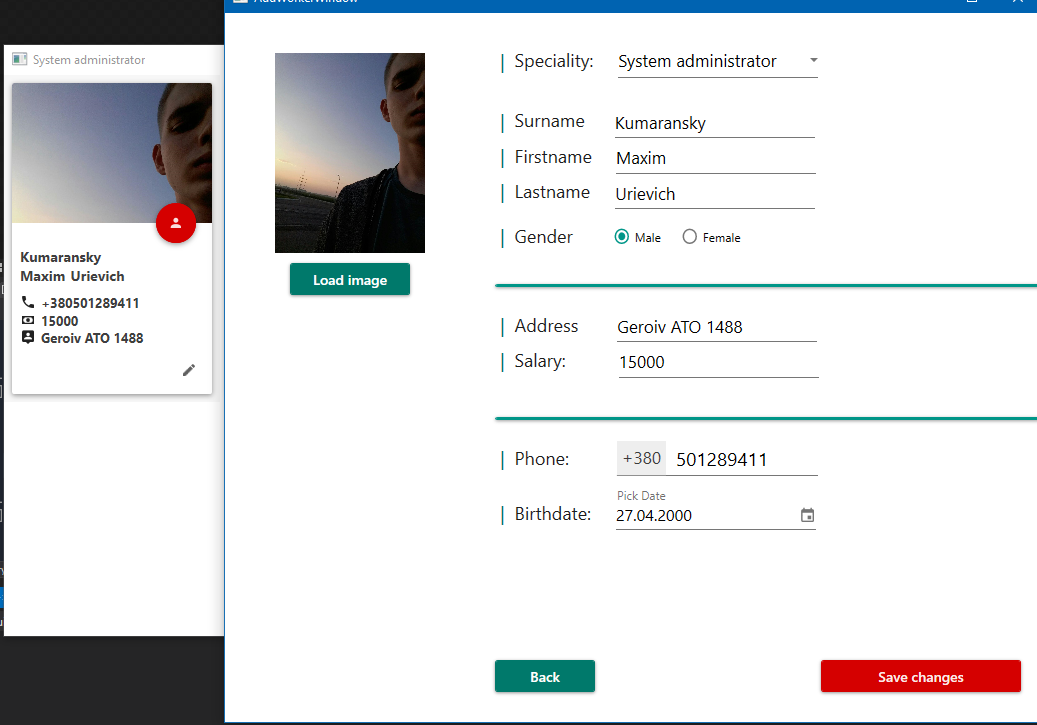 AddWorkerWindow
System administrator
Kumaransky
Maxim Urievich
+380501289411
15000
Geroiv ATO 1488
Load image
Speciality: System administrator
Surname Kumaransky
Firstname Maxim
Lastname Urievich
Gender Male Female
Address Geroiv ATO 1488
Salary: 15000
Phone: +380 501289411
Pick Date
Birthdate: 27.04.2000
Back Save changes